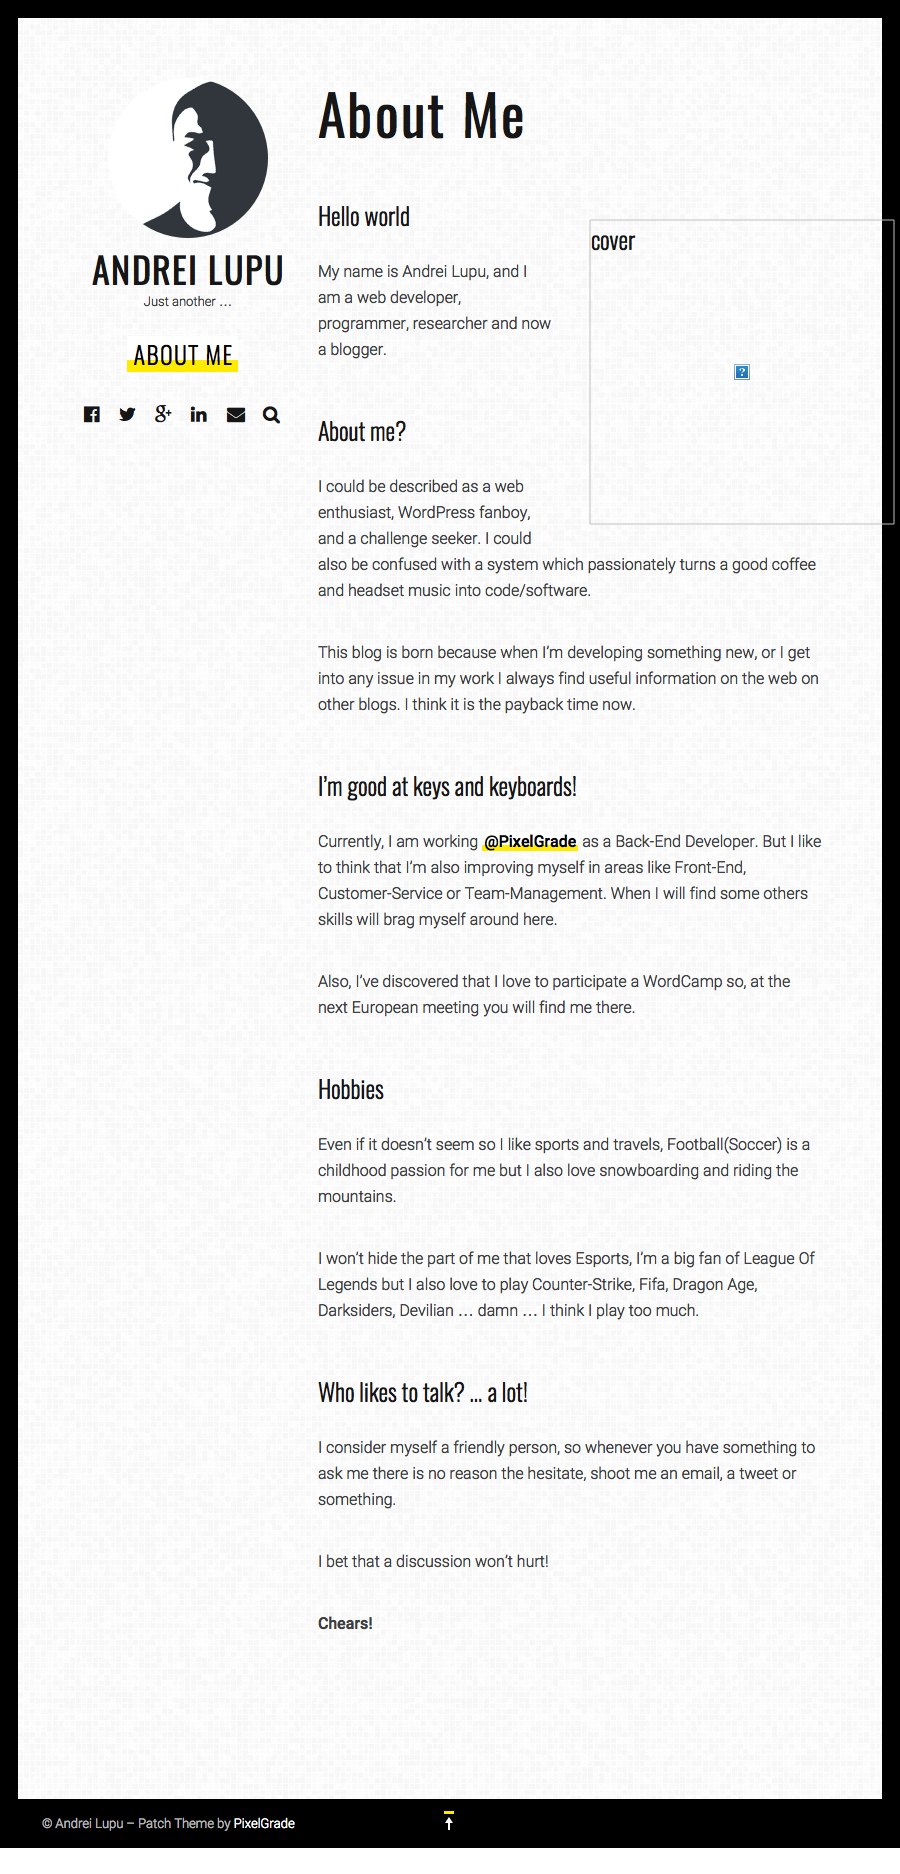 ANDREI LUPU
Just another …
ABOUT ME
About Me
Hello world
cover
My name is Andrei Lupu, and I
am a web developer,
programmer, researcher and now
a blogger.
About me?
I could be described as a web
enthusiast, WordPress fanboy,
and a challenge seeker. I could
also be confused with a system which passionately turns a good coffee
and headset music into code/software.
This blog is born because when I’m developing something new, or I get
into any issue in my work I always find useful information on the web on
other blogs. I think it is the payback time now.
I’m good at keys and keyboards!
Currently, I am working @PixelGrade as a Back-End Developer. But I like
to think that I’m also improving myself in areas like Front-End,
Customer-Service or Team-Management. When I will find some others
skills will brag myself around here.
Also, I’ve discovered that I love to participate a WordCamp so, at the
next European meeting you will find me there.
Hobbies
Even if it doesn’t seem so I like sports and travels, Football(Soccer) is a
childhood passion for me but I also love snowboarding and riding the
mountains.
I won’t hide the part of me that loves Esports, I’m a big fan of League Of
Legends but I also love to play Counter-Strike, Fifa, Dragon Age,
Darksiders, Devilian … damn … I think I play too much.
Who likes to talk? … a lot!
I consider myself a friendly person, so whenever you have something to
ask me there is no reason the hesitate, shoot me an email, a tweet or
something.
I bet that a discussion won’t hurt!
Chears!
© Andrei Lupu – Patch Theme by PixelGrade